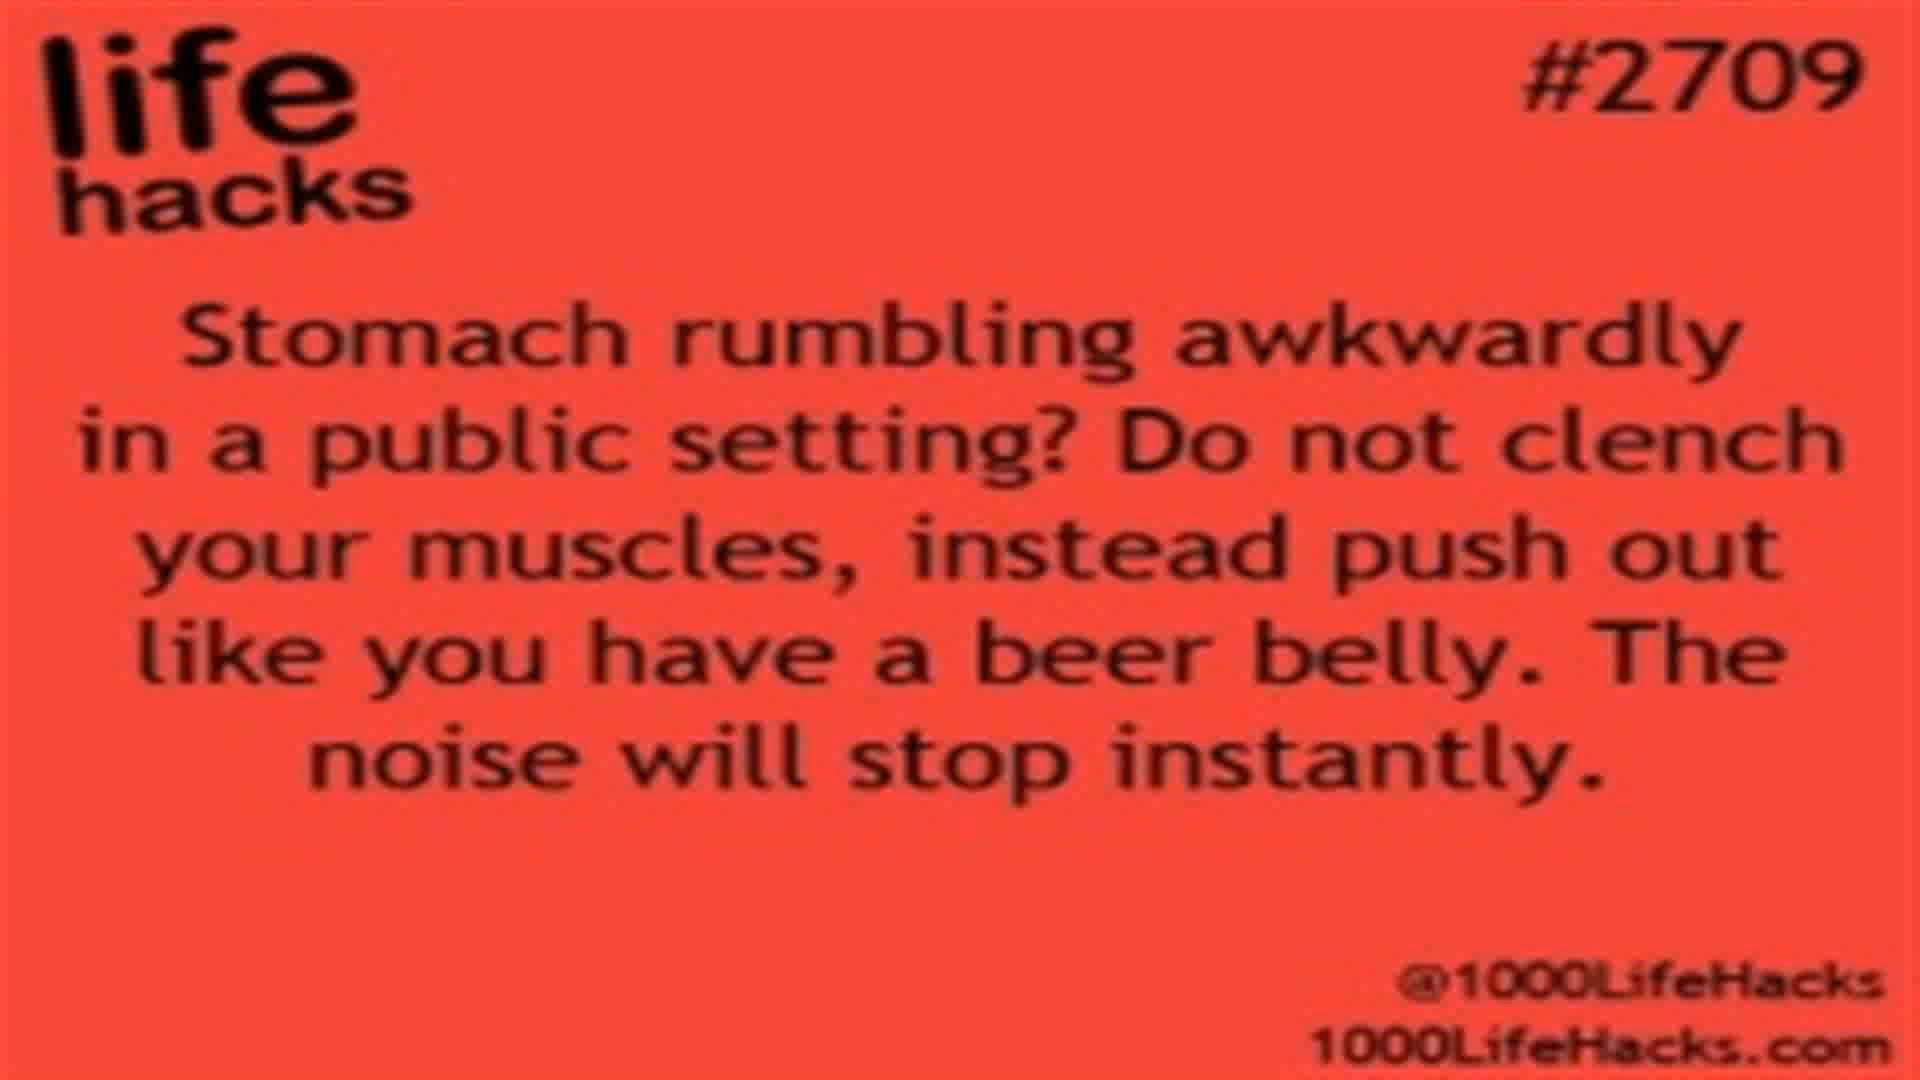 life
hacks
#2709
Stomach rumbling awkwardly
in a public setting? Do not clench
your muscles, instead push out
like you have a beer belly. The
noise will stop instantly.
@1000LifeHacks
1000LifeHacks.com